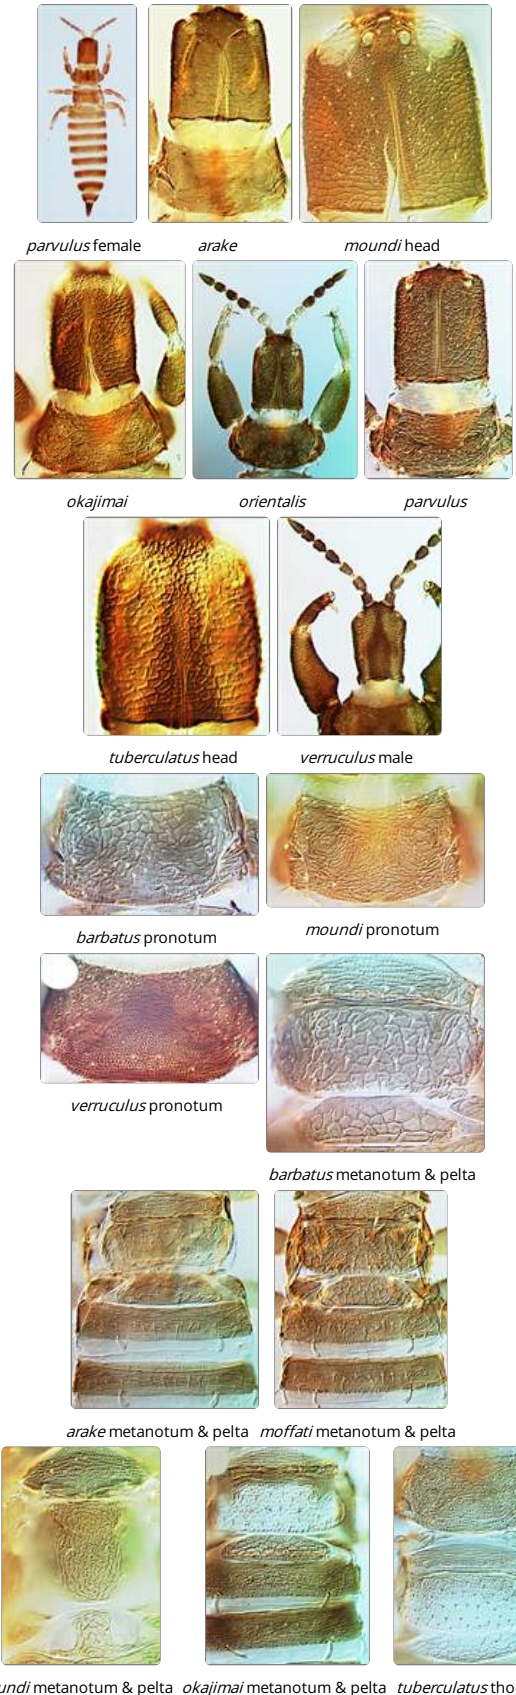 parvulus female arake moundi head
okajimai orientalis parvulus
tuberculatus head verruculus male
barbatus pronotum moundi pronotum
verruculus pronotum
barbatus metanotum & pelta
arake metanotum & pelta moffati metanotum & pelta
metanotum & pelta okajimai metanotum & pelta tuberculatus